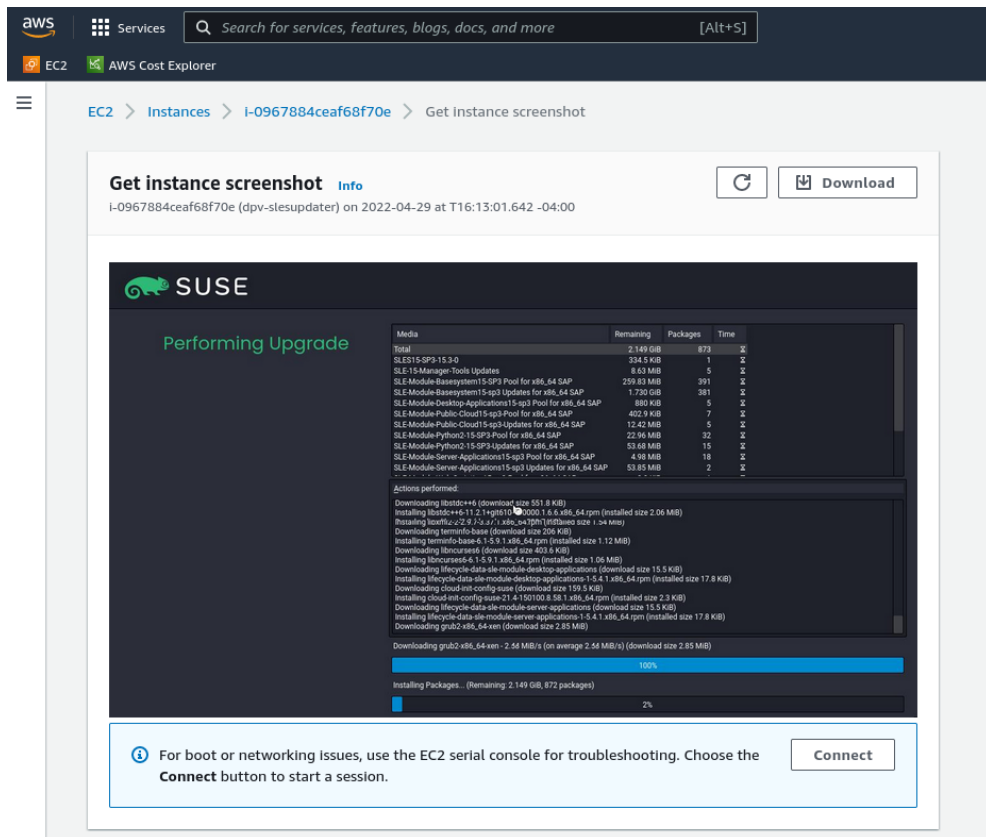 aws Services Search for services, features, blogs, docs, and more [Alt+S]
EC2 AWS Cost Explorer
EC2 > Instances > i-0967884ceaf68f70e > Get instance screenshot
Get instance screenshot Info
Download
i-0967884ceaf68f70e (dpv-slesupdater) on 2022-04-29 at T16:13:01.642 -04:00
SUSE
Performing Upgrade
Media Remaining Packages Time
Total 2.149 GiB 873
SLES15-SP3-15.3-0 334.5 KiB 1
SLE-15-Manager-Tools Updates 8.63 MiB 5
SLE-Module-Basesystem15-SP3 Pool for x86_64 SAP 259.83 MiB 391
SLE-Module-Basesystem15-sp3 Updates for x86_64 SAP 1.730 GiB 381
SLE-Module-Desktop-Applications15-sp3 Pool for x86_64 SAP 880 KiB 5
SLE-Module-Public-Cloud15-sp3-Pool for x86_64 SAP 402.9 KiB 7
SLE-Module-Public-Cloud15-sp3-Updates for x86_64 SAP 12.42 MiB 5
SLE-Module-Python2-15-SP3-Pool for x86_64 SAP 22.96 MiB 32
SLE-Module-Python2-15-SP3-Updates for x86_64 SAP 53.68 MiB 15
SLE-Module-Server-Applications15-sp3 Pool for x86_64 SAP 4.98 MiB 18
SLE-Module-Server-Applications15-sp3 Updates for x86_64 SAP 53.85 MiB 2
Actions performed:
Downloading libstdc++6 (download size 551.8 KiB)
Installing (installed size 2.06 MiB)
Installing (installed size 1.54 MiB)
Downloading terminfo-base (download size 206 KiB)
Installing terminfo-base-6.1-5.9.1.x86_64.rpm (installed size 1.12 MiB)
Downloading libncurses6 (download size 403.6 KiB)
Installing libncurses6-6.1-5.9.1.x86_64.rpm (installed size 1.06 MiB)
Downloading lifecycle-data-sle-module-desktop-applications (download size 15.5 KiB)
Installing lifecycle-data-sle-module-desktop-applications-1-5.4.1.x86_64.rpm (installed size 17.8 KiB)
Downloading cloud-init-config-suse (download size 159.5 KiB)
Installing cloud-init-config-suse-21.4-150100.8.58.1.x86_64.rpm (installed size 2.3 KiB)
Downloading lifecycle-data-sle-module-server-applications (download size 15.5 KiB)
Installing lifecycle-data-sle-module-server-applications-1-5.4.1.x86_64.rpm (installed size 17.8 KiB)
Downloading grub2-x86_64-xen (download size 2.85 MiB)
Downloading grub2-x86_64-xen - MiB/s (on average MiB/s) (download size 2.85 MiB)
100%
Installing Packages... (Remaining: 2.149 GiB, 872 packages)
2%
For boot or networking issues, use the EC2 serial console for troubleshooting. Choose the
Connect button to start a session.
Connect